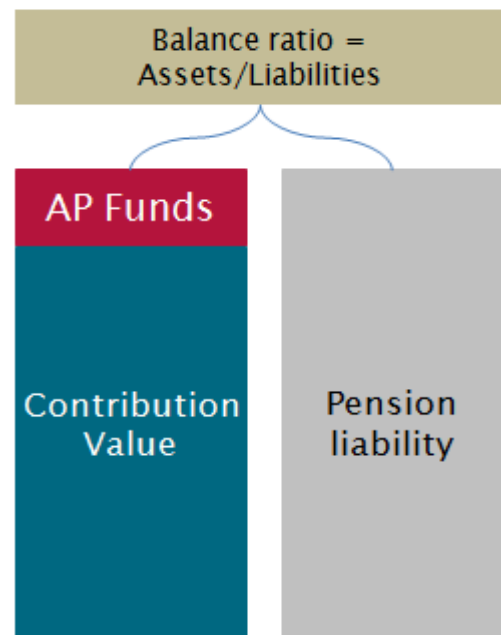 Balance ratio =
Assets/Liabilities
AP Funds
Contribution
Value
Pension
liability